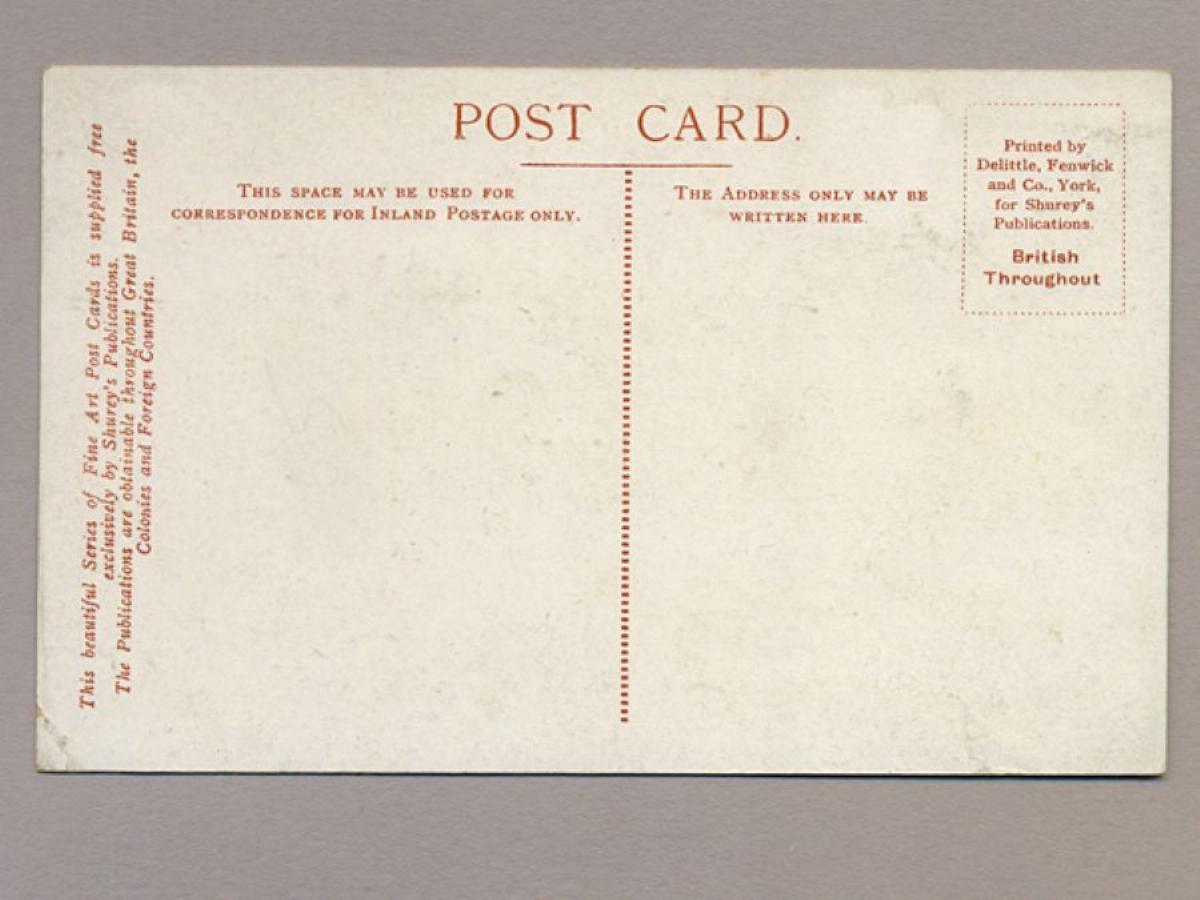 POST CARD.
THIS SPACE MAY BE USED FOR
CORRESPONDENCE FOR INLAND POSTAGE ONLY.
THE ADDRESS ONLY MAY BE
WRITTEN HERE.
Printed by
Delittle, Fenwick
and Co., York,
for Shurey's
Publications.
British
Throughout
This beautiful Series of Fine Art Post Cards is supplied free
exclusively by Shurey's Publications.
The Publications are obtainable throughout Great Britain, the
Colonies and Foreign Countries.